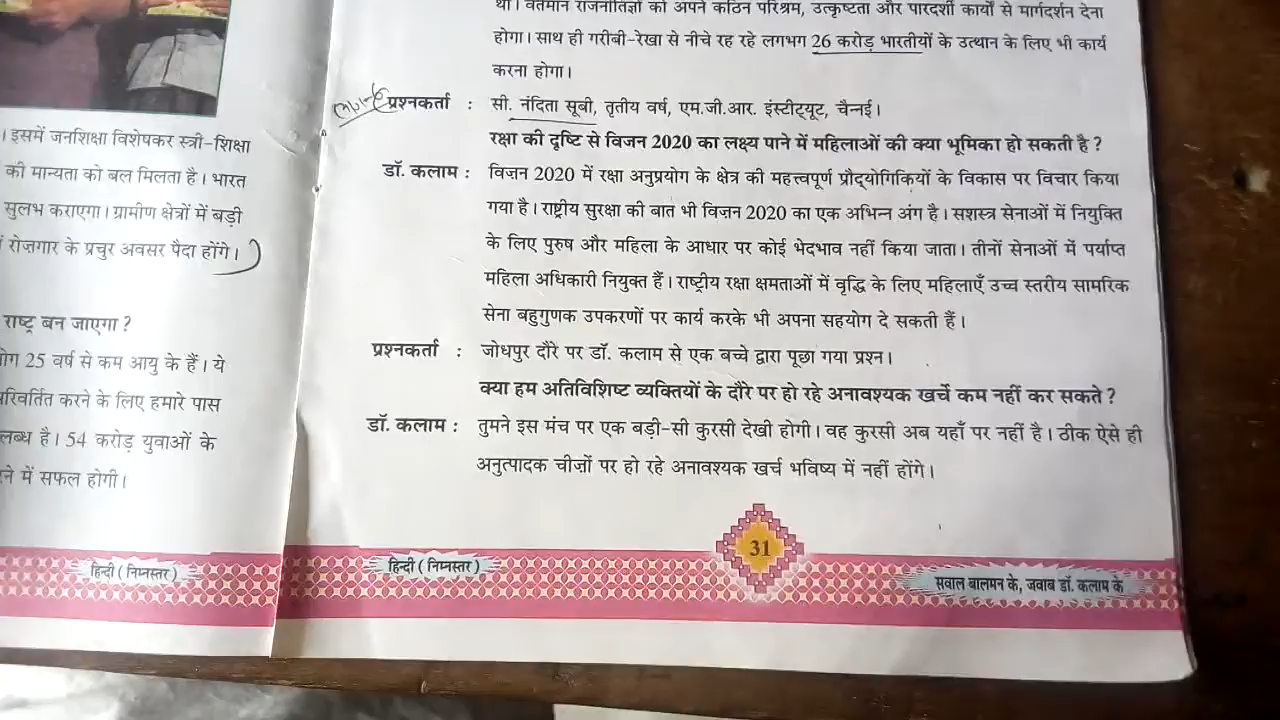 । इसमें जनशिक्षा विशेषकर स्त्री-शिक्षा
की मान्यता को बल मिलता है। भारत
सुलभ कराएगा। ग्रामीण क्षेत्रों में बड़ी
रोज़गार के प्रचुर अवसर पैदा होंगे।
राष्ट्र बन जाएगा ?
25 वर्ष से कम आयु के हैं। ये
परिवर्तित करने के लिए हमारे पास
है। 54 करोड़ युवाओं के
में सफल होगी।
हिन्दी ( निम्नस्तर )
था। वर्तमान राजनीतिज्ञों को अपने कठिन परिश्रम, उत्कृष्टता और पारदर्शी कार्यों से मार्गदर्शन देना
होगा। साथ ही गरीबी-रेखा से नीचे रह रहे लगभग 26 करोड़ भारतीयों के उत्थान के लिए भी कार्य
करना होगा।
प्रश्नकर्ता : सी. नंदिता सूबी, तृतीय वर्ष, एम.जी.आर. इंस्टीट्यूट, चैन्नई।
रक्षा की दृष्टि से विजन 2020 का लक्ष्य पाने में महिलाओं की क्या भूमिका हो सकती है ?
डॉ. कलाम : विज़न 2020 में रक्षा अनुप्रयोग के क्षेत्र की महत्त्वपूर्ण प्रौद्योगिकियों के विकास पर विचार किया
गया है। राष्ट्रीय सुरक्षा की बात भी विज़न 2020 का एक अभिन्न अंग है। सशस्त्र सेनाओं में नियुक्ति
के लिए पुरुष और महिला के आधार पर कोई भेदभाव नहीं किया जाता। तीनों सेनाओं में पर्याप्त
महिला अधिकारी नियुक्त हैं। राष्ट्रीय रक्षा क्षमताओं में वृद्धि के लिए महिलाएँ उच्च स्तरीय सामरिक
सेना बहुगुणक उपकरणों पर कार्य करके भी अपना सहयोग दे सकती हैं।
प्रश्नकर्ता : जोधपुर दौरे पर डॉ. कलाम से एक बच्चे द्वारा पूछा गया प्रश्न।
क्या हम अतिविशिष्ट व्यक्तियों के दौरे पर हो रहे अनावश्यक खर्चे कम नहीं कर सकते ?
डॉ. कलाम : तुमने इस मंच पर एक बड़ी-सी कुरसी देखी होगी। वह कुरसी अब यहाँ पर नहीं है। ठीक ऐसे ही
अनुत्पादक चीज़ों पर हो रहे अनावश्यक खर्च भविष्य में नहीं होंगे।
हिन्दी ( निम्नस्तर )
31
सवाल बालमन के, जवाब डॉ. कलाम के